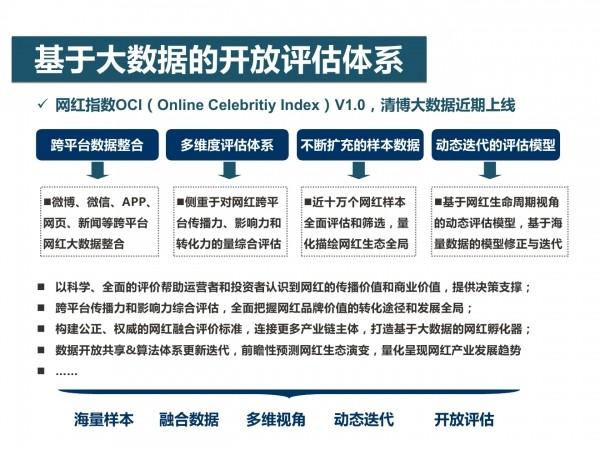 基于大数据的开放评估体系
✓ 网红指数OCI（Online Celebritiy Index）V1.0，清博大数据近期上线
跨平台数据整合
多维度评估体系
不断扩充的样本数据
动态迭代的评估模型
■微博、微信、APP、
网页、新闻等跨平台
网红大数据整合
■侧重于对网红跨平
台传播力、影响力和
转化力的量综合评估
■近十万个网红样本
全面评估和筛选，量
化描绘网红生态全局
■基于网红生命周期视角
的动态评估模型，基于海
量数据的模型修正与迭代
■ 以科学、全面的评价帮助运营者和投资者认识到网红的传播价值和商业价值，提供决策支撑；
■ 跨平台传播力和影响力综合评估，全面把握网红品牌价值的转化途径和发展全局；
■ 构建公正、权威的网红融合评价标准，连接更多产业链主体，打造基于大数据的网红孵化器；
■ 数据开放共享&算法体系更新迭代，前瞻性预测网红生态演变，量化呈现网红产业发展趋势
■ ……
海量样本 融合数据 多维视角 动态迭代 开放评估